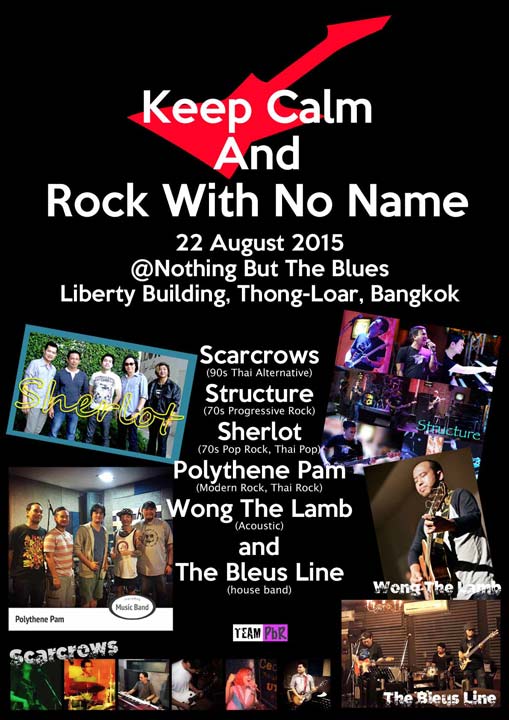 Keep Calm
And
Rock With No Name
22 August 2015
@Nothing But The Blues
Liberty Building, Thong-Loar, Bangkok
Scarcrows
(90s Thai Alternative)
Structure
(70s Progressive Rock)
Sherlot
(70s Pop Rock, Thai Pop)
Polythene Pam
(Modern Rock, Thai Rock)
Wong The Lamb
(Acoustic)
and
The Bleus Line
(house band)
TEAM PbR
Sherlot
Structure
Polythene Pam
Music Band
Wong The Lamb
Scarcrows
The Bleus Line